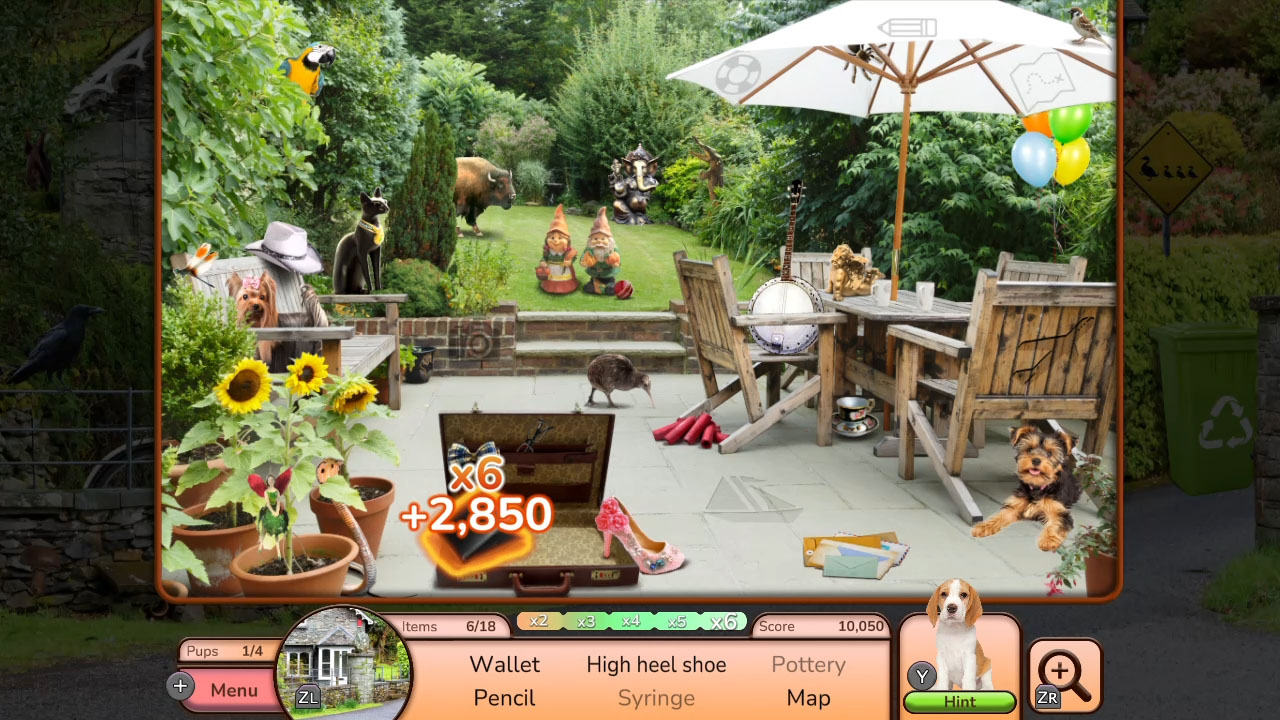 x6
+2,850
x2 x3 x4 x5 x6
Items 6/18
Score 10,050
Pups 1/4
+ Menu
ZL
Wallet High heel shoe Pottery
Pencil Syringe Map
Y
Hint
ZR